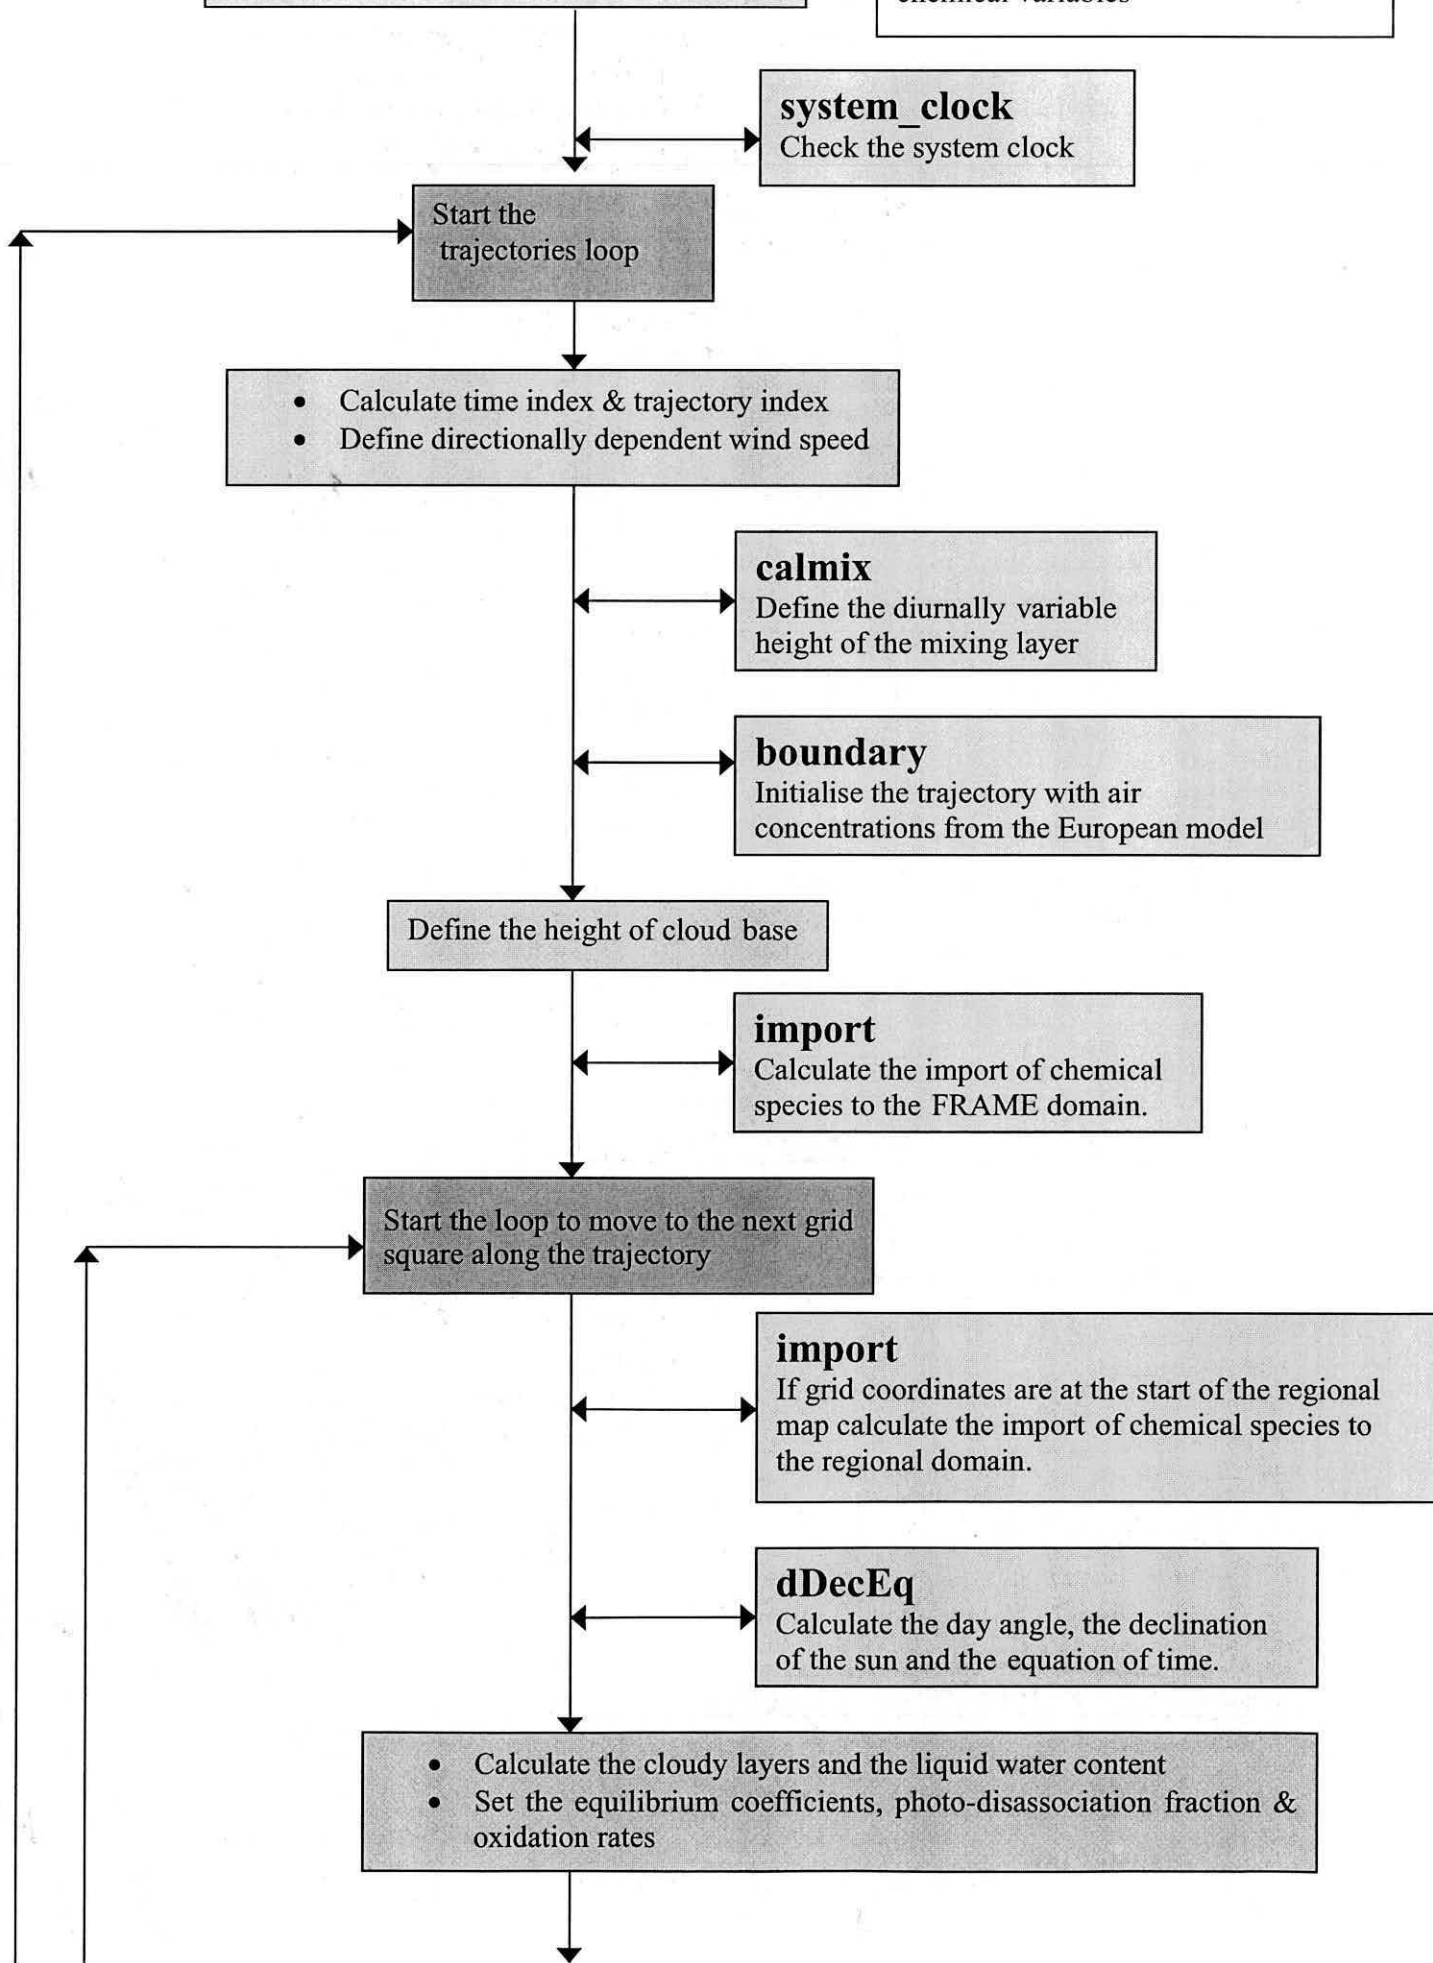 chemical variables
system_clock
Check the system clock
Start the
trajectories loop
• Calculate time index & trajectory index
• Define directionally dependent wind speed
calmix
Define the diurnally variable
height of the mixing layer
boundary
Initialise the trajectory with air
concentrations from the European model
Define the height of cloud base
import
Calculate the import of chemical
species to the FRAME domain.
Start the loop to move to the next grid
square along the trajectory
import
If grid coordinates are at the start of the regional
map calculate the import of chemical species to
the regional domain.
dDecEq
Calculate the day angle, the declination
of the sun and the equation of time.
• Calculate the cloudy layers and the liquid water content
• Set the equilibrium coefficients, photo-disassociation fraction &
oxidation rates